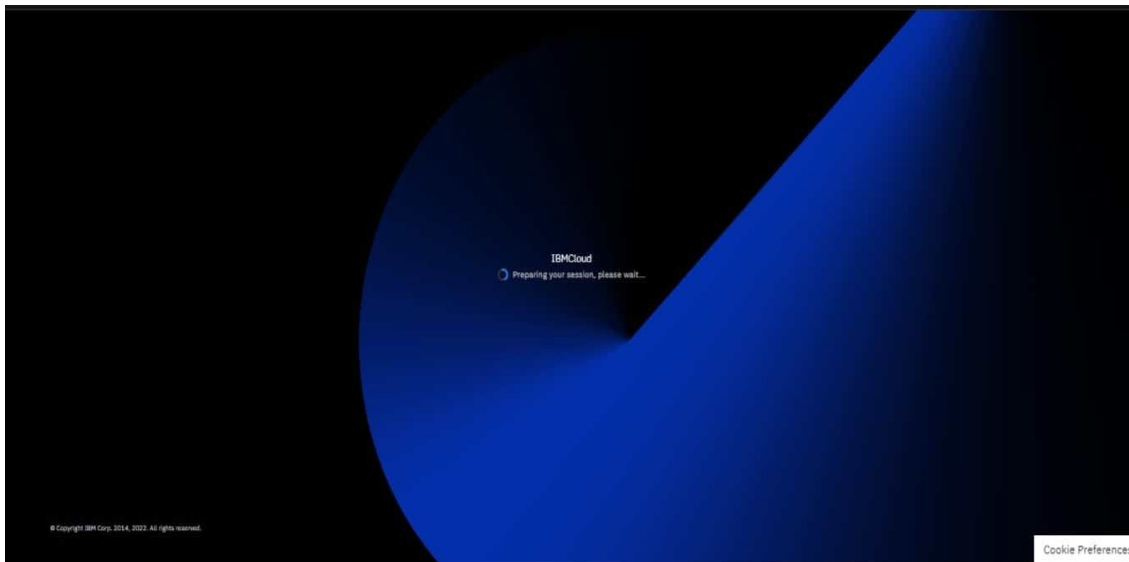 IBMCloud
Preparing your session, please wait...
© Copyright IBM Corp. 2014, 2022. All rights reserved.
Cookie Preferences